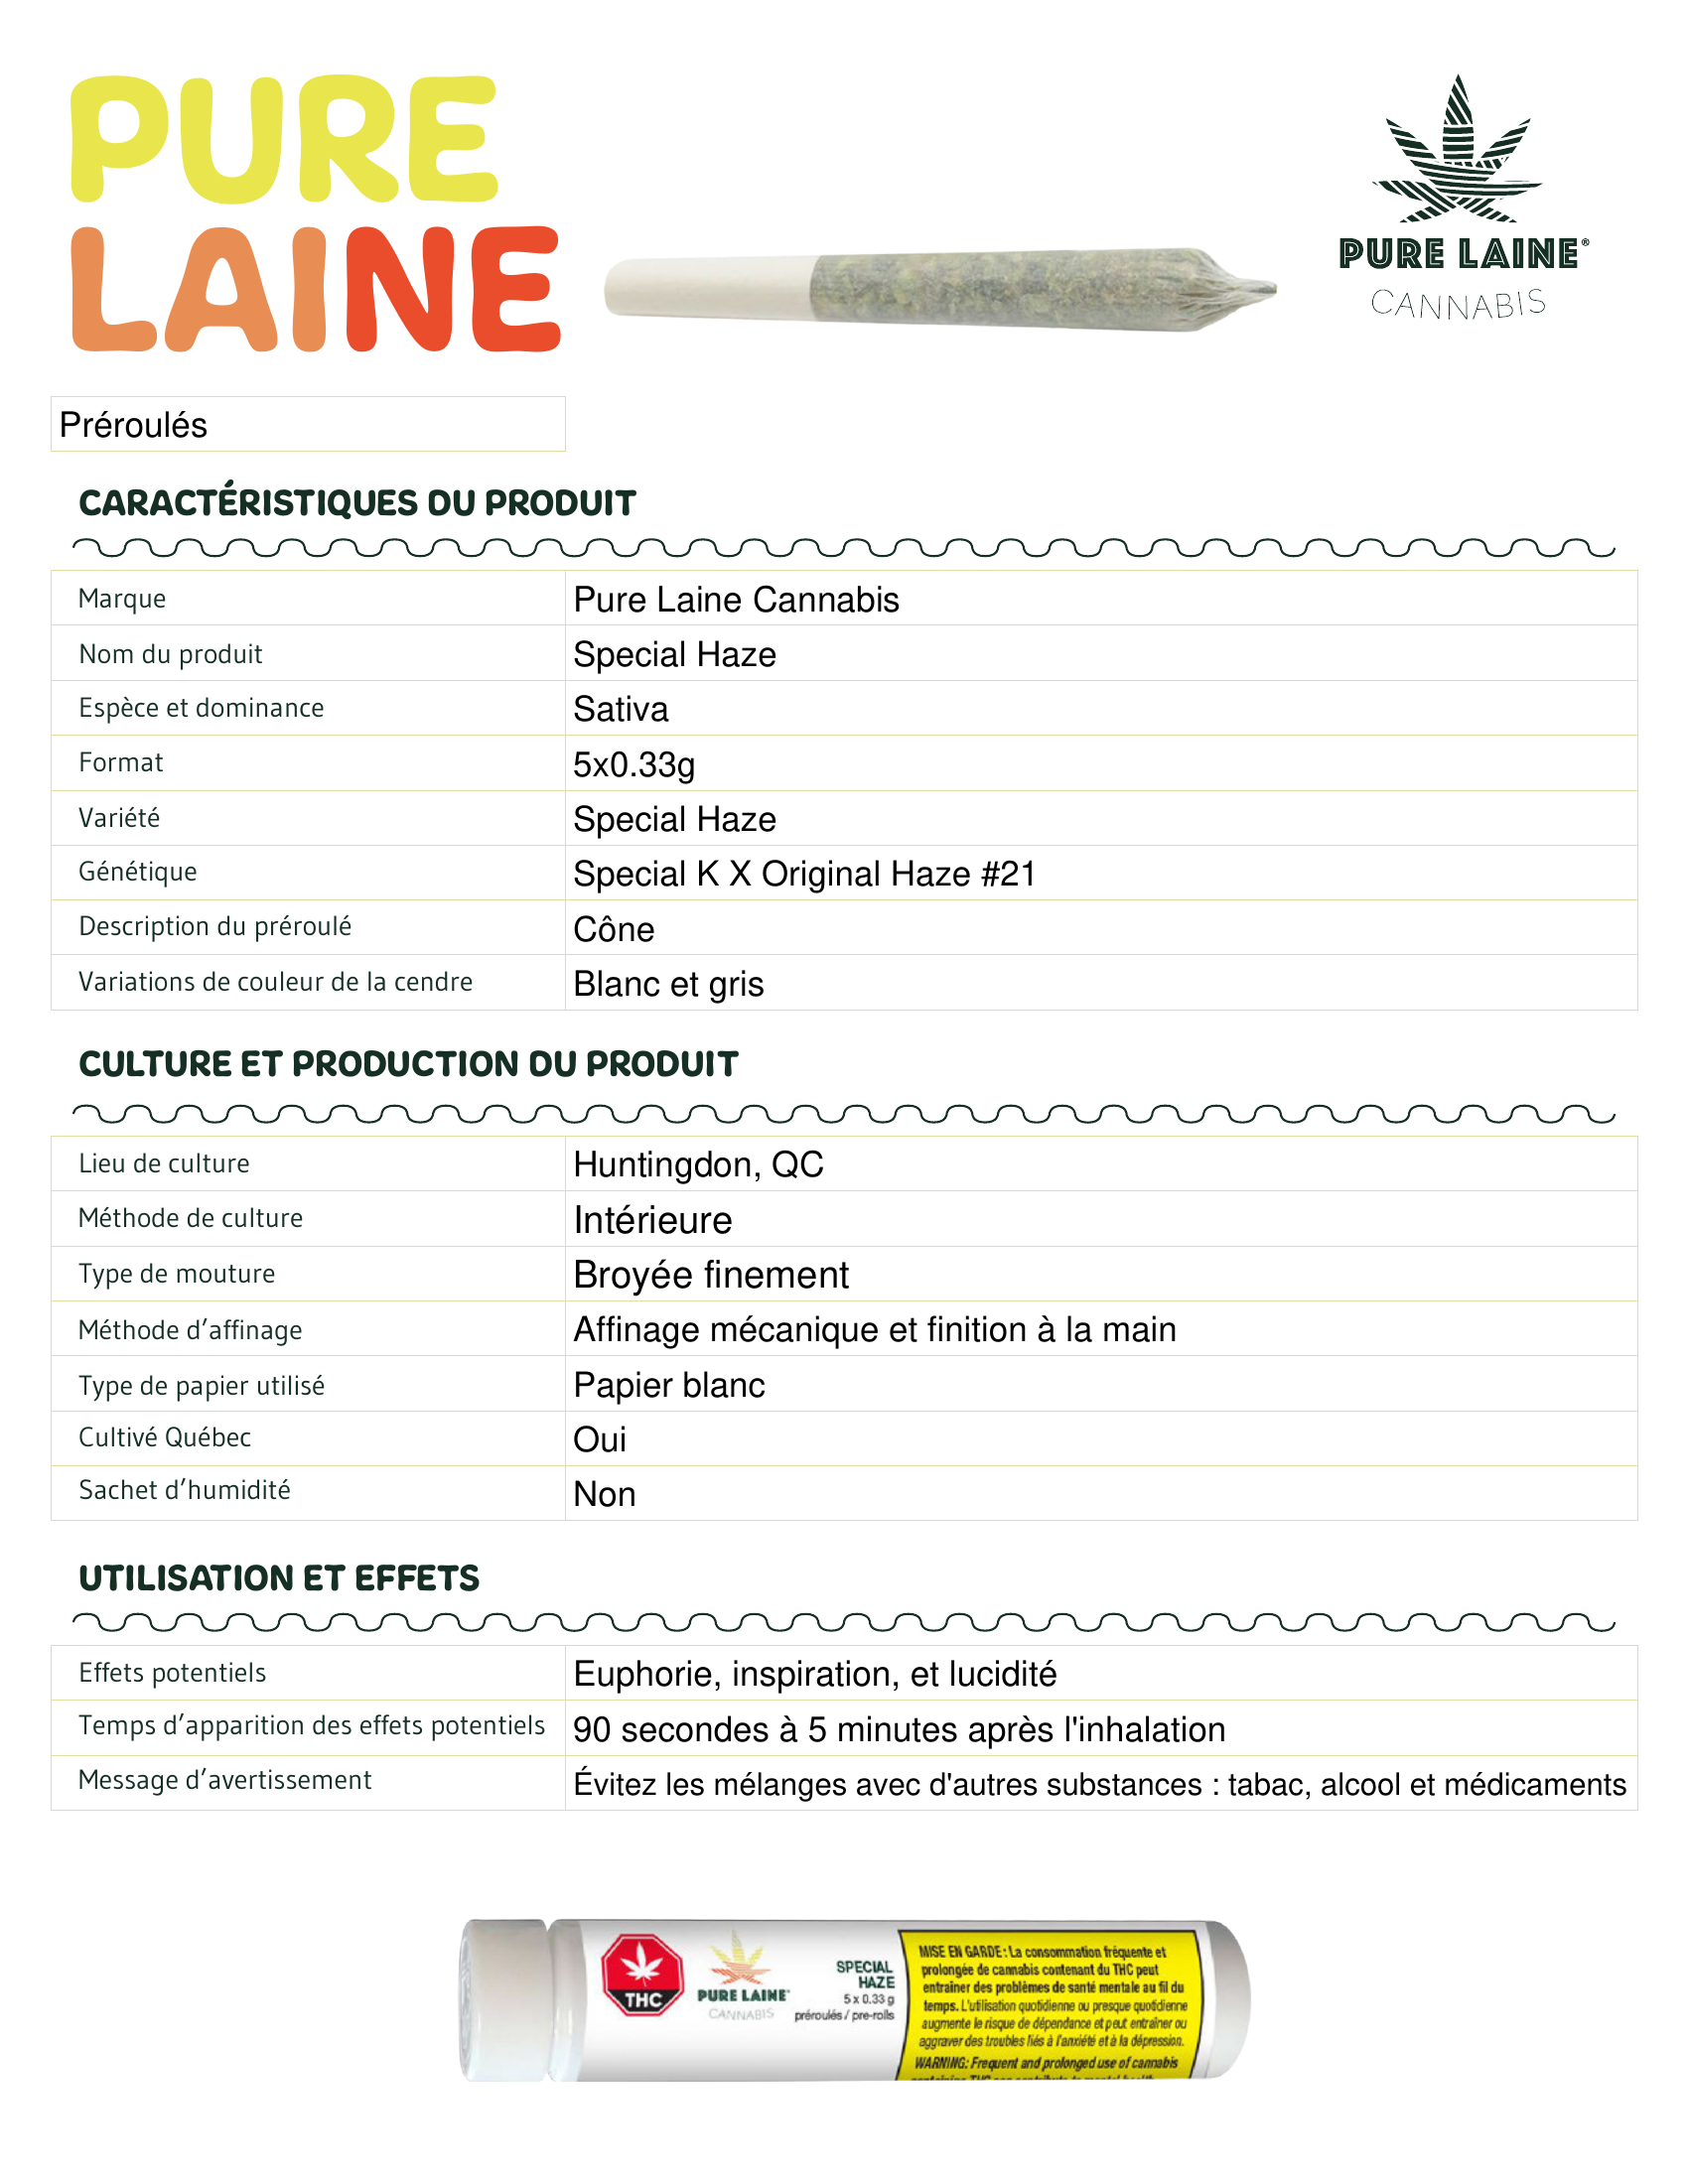 PURE
LAINE
PURE LAINE®
CANNABIS
Préroulés
CARACTÉRISTIQUES DU PRODUIT
Marque Pure Laine Cannabis
Nom du produit Special Haze
Espèce et dominance Sativa
Format 5x0.33g
Variété Special Haze
Génétique Special K X Original Haze #21
Description du préroulé Cône
Variations de couleur de la cendre Blanc et gris
CULTURE ET PRODUCTION DU PRODUIT
Lieu de culture Huntingdon, QC
Méthode de culture Intérieure
Type de mouture Broyée finement
Méthode d’affinage Affinage mécanique et finition à la main
Type de papier utilisé Papier blanc
Cultivé Québec Oui
Sachet d’humidité Non
UTILISATION ET EFFETS
Effets potentiels Euphorie, inspiration, et lucidité
Temps d’apparition des effets potentiels 90 secondes à 5 minutes après l'inhalation
Message d’avertissement Évitez les mélanges avec d'autres substances : tabac, alcool et médicaments
THC
PURE LAINE
CANNABIS
SPECIAL
HAZE
5 x 0.33 g
préroulés / pre-rolls
MISE EN GARDE : La consommation fréquente et
prolongée de cannabis contenant du THC peut
entraîner des problèmes de santé mentale au fil du
temps. L'utilisation quotidienne ou presque quotidienne
augmente le risque de dépendance et peut entraîner ou
aggraver des troubles liés à l'anxiété et à la dépression.
WARNING: Frequent and prolonged use of cannabis